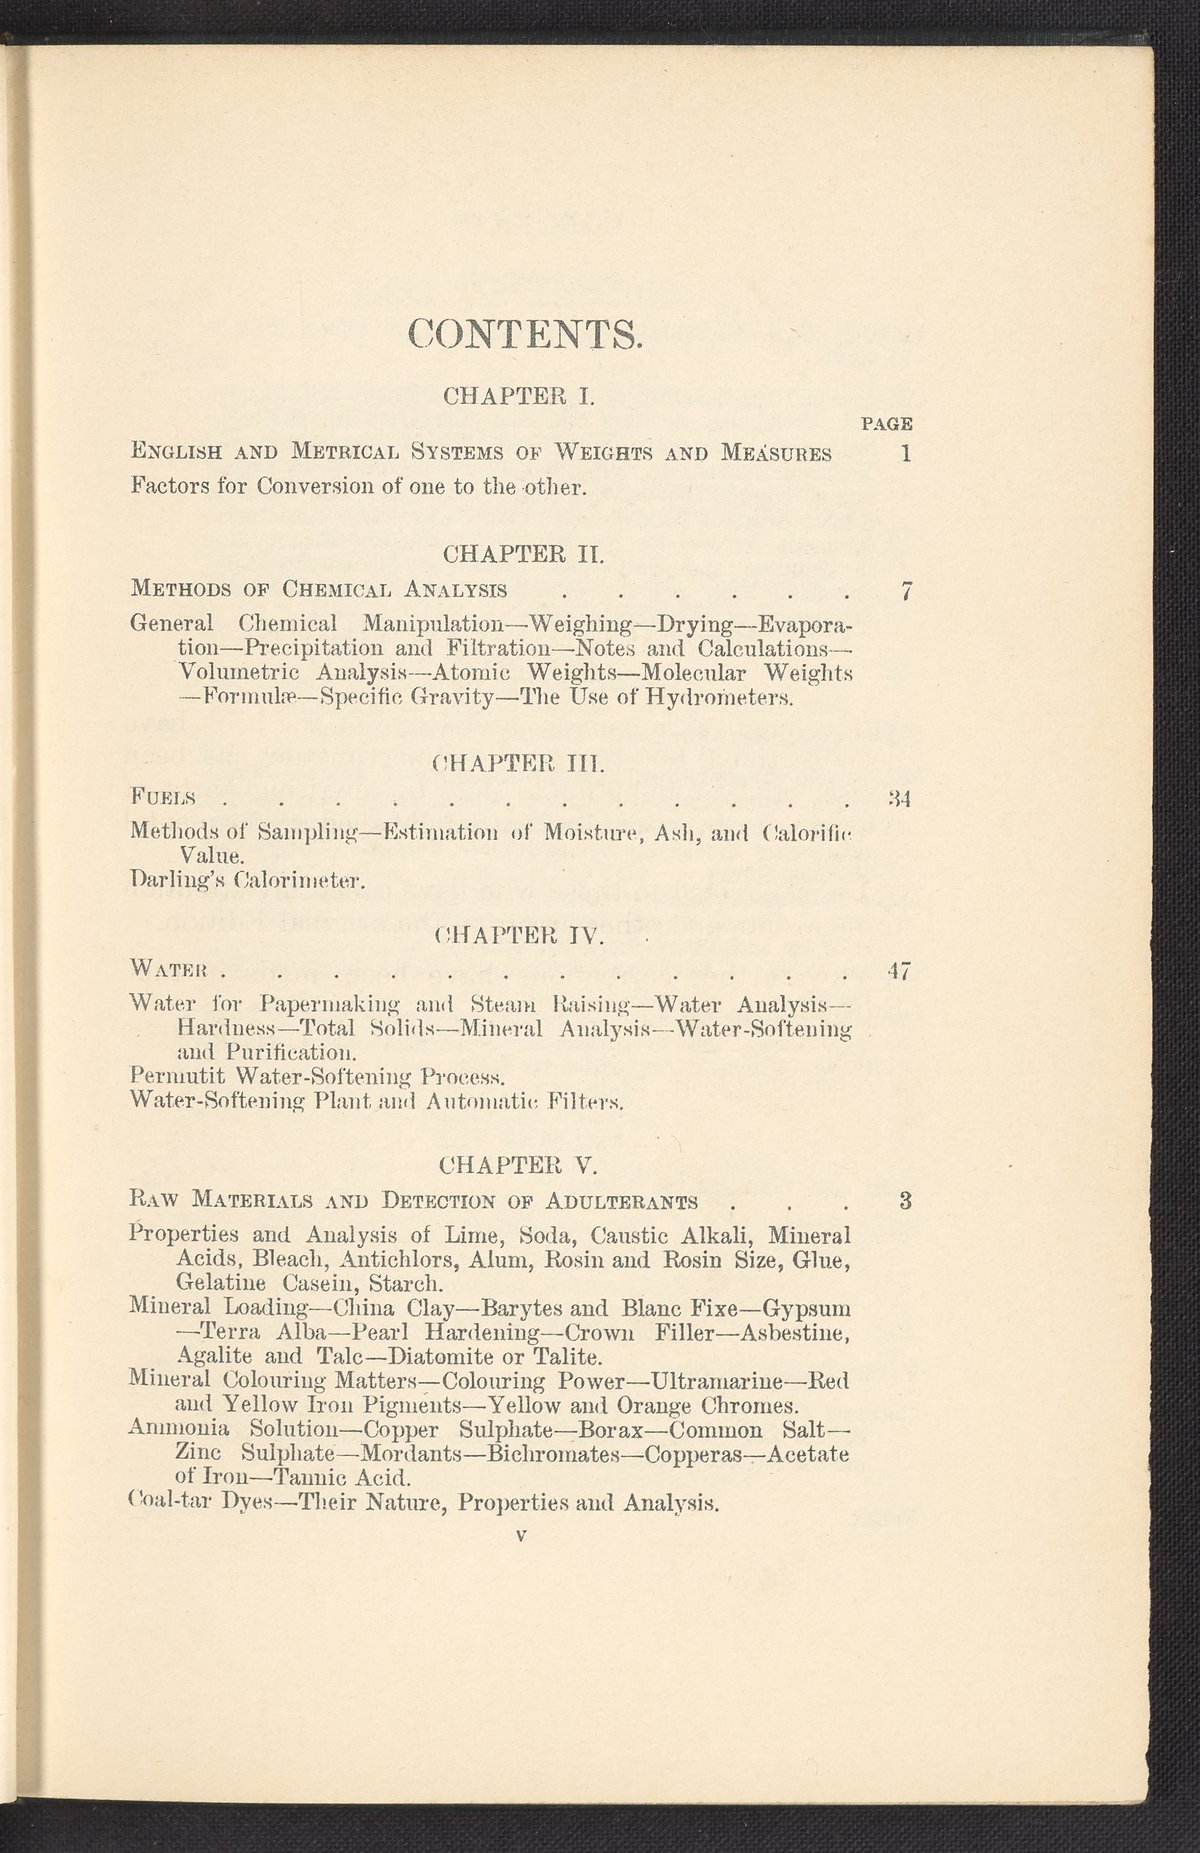 CONTENTS.
CHAPTER I.
PAGE
ENGLISH AND METRICAL SYSTEMS OF WEIGHTS AND MEASURES 1
Factors for Conversion of one to the other.
CHAPTER II.
METHODS OF CHEMICAL ANALYSIS . . . . . . 7
General Chemical Manipulation—Weighing—Drying—Evapora-
tion—Precipitation and Filtration—Notes and Calculations—
Volumetric Analysis—Atomic Weights—Molecular Weights
—Formulæ—Specific Gravity—The Use of Hydrometers.
CHAPTER III.
FUELS . . . . . . . . . . . . 34
Methods of Sampling—Estimation of Moisture, Ash, and Calorific
Value.
Darling's Calorimeter.
CHAPTER IV.
WATER . . . . . . . . . . . . 47
Water for Papermaking and Steam Raising—Water Analysis—
Hardness—Total Solids—Mineral Analysis—Water-Softening
and Purification.
Permutit Water-Softening Process.
Water-Softening Plant and Automatic Filters.
CHAPTER V.
RAW MATERIALS AND DETECTION OF ADULTERANTS . . . 3
Properties and Analysis of Lime, Soda, Caustic Alkali, Mineral
Acids, Bleach, Antichlors, Alum, Rosin and Rosin Size, Glue,
Gelatine Casein, Starch.
Mineral Loading—China Clay—Barytes and Blanc Fixe—Gypsum
—Terra Alba—Pearl Hardening—Crown Filler—Asbestine,
Agalite and Talc—Diatomite or Talite.
Mineral Colouring Matters—Colouring Power—Ultramarine—Red
and Yellow Iron Pigments—Yellow and Orange Chromes.
Ammonia Solution—Copper Sulphate—Borax—Common Salt—
Zinc Sulphate—Mordants—Bichromates—Copperas—Acetate
of Iron—Tannic Acid.
Coal-tar Dyes—Their Nature, Properties and Analysis.
v